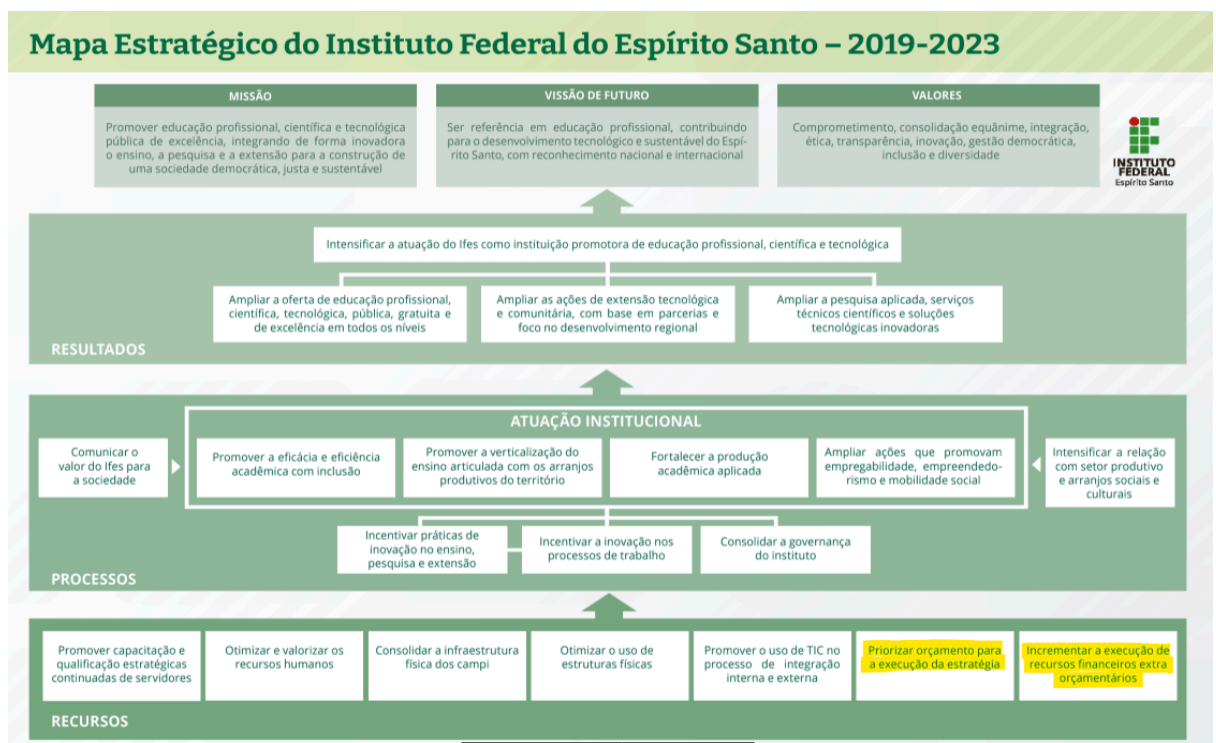 Mapa Estratégico do Instituto Federal do Espírito Santo – 2019-2023
MISSÃO
Promover educação profissional, científica e tecnológica
pública de excelência, integrando de forma inovadora
o ensino, a pesquisa e a extensão para a construção de
uma sociedade democrática, justa e sustentável
VISSÃO DE FUTURO
Ser referência em educação profissional, contribuindo
para o desenvolvimento tecnológico e sustentável do Espí-
rito Santo, com reconhecimento nacional e internacional
VALORES
Comprometimento, consolidação equânime, integração,
ética, transparência, inovação, gestão democrática,
inclusão e diversidade
INSTITUTO
FEDERAL
Espírito Santo
Intensificar a atuação do Ifes como instituição promotora de educação profissional, científica e tecnológica
Ampliar a oferta de educação profissional,
científica, tecnológica, pública, gratuita e
de excelência em todos os níveis
Ampliar as ações de extensão tecnológica
e comunitária, com base em parcerias e
foco no desenvolvimento regional
Ampliar a pesquisa aplicada, serviços
técnicos científicos e soluções
tecnológicas inovadoras
RESULTADOS
ATUAÇÃO INSTITUCIONAL
Comunicar o
valor do Ifes para
a sociedade
Promover a eficácia e eficiência
acadêmica com inclusão
Promover a verticalização do
ensino articulada com os arranjos
produtivos do território
Fortalecer a produção
acadêmica aplicada
Ampliar ações que promovam
empregabilidade, empreendedo-
rismo e mobilidade social
Intensificar a relação
com setor produtivo
e arranjos sociais e
culturais
Incentivar práticas de
inovação no ensino,
pesquisa e extensão
Incentivar a inovação nos
processos de trabalho
Consolidar a governança
do instituto
PROCESSOS
Promover capacitação e
qualificação estratégicas
continuadas de servidores
Otimizar e valorizar os
recursos humanos
Consolidar a infraestrutura
física dos campi
Otimizar o uso de
estruturas físicas
Promover o uso de TIC no
processo de integração
interna e externa
Priorizar orçamento para
a execução da estratégia
Incrementar a execução de
recursos financeiros extra
orçamentários
RECURSOS